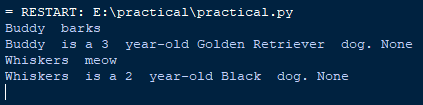 = RESTART: E:\practical\practical.py
Buddy  barks
Buddy  is a 3  year-old Golden Retriever  dog. None
Whiskers  meow
Whiskers  is a 2  year-old Black  dog. None